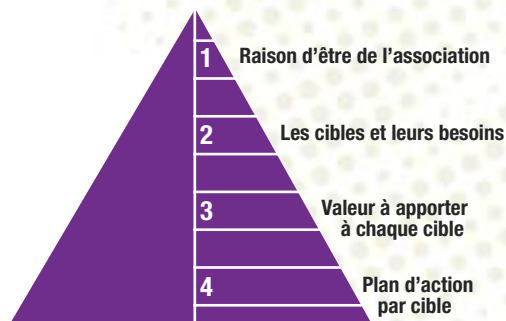 1 Raison d’être de l’association
2 Les cibles et leurs besoins
3 Valeur à apporter
à chaque cible
4 Plan d’action
par cible